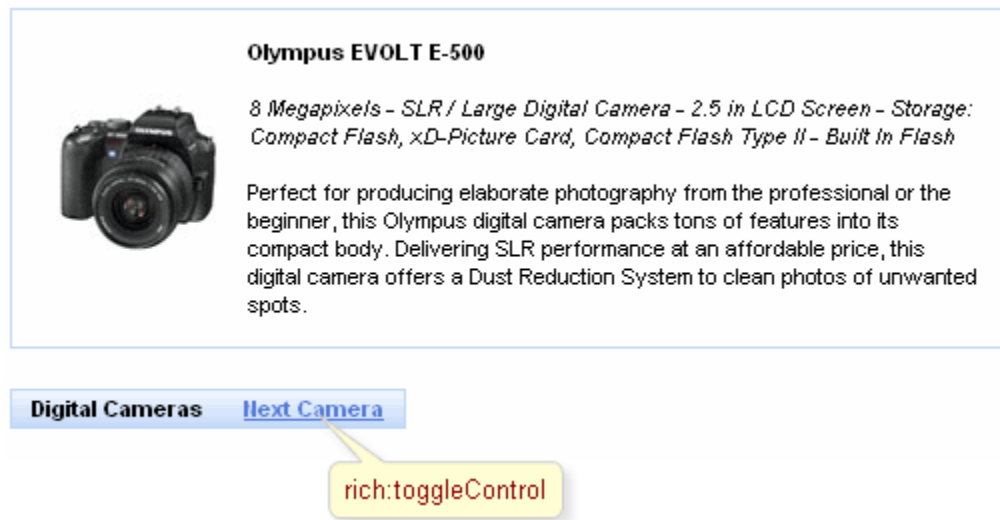 Olympus EVOLT E-500
8 Megapixels - SLR / Large Digital Camera - 2.5 in LCD Screen - Storage:
Compact Flash, xD-Picture Card, Compact Flash Type II - Built In Flash
Perfect for producing elaborate photography from the professional or the
beginner, this Olympus digital camera packs tons of features into its
compact body. Delivering SLR performance at an affordable price, this
digital camera offers a Dust Reduction System to clean photos of unwanted
spots.
Digital Cameras Next Camera
rich:toggleControl